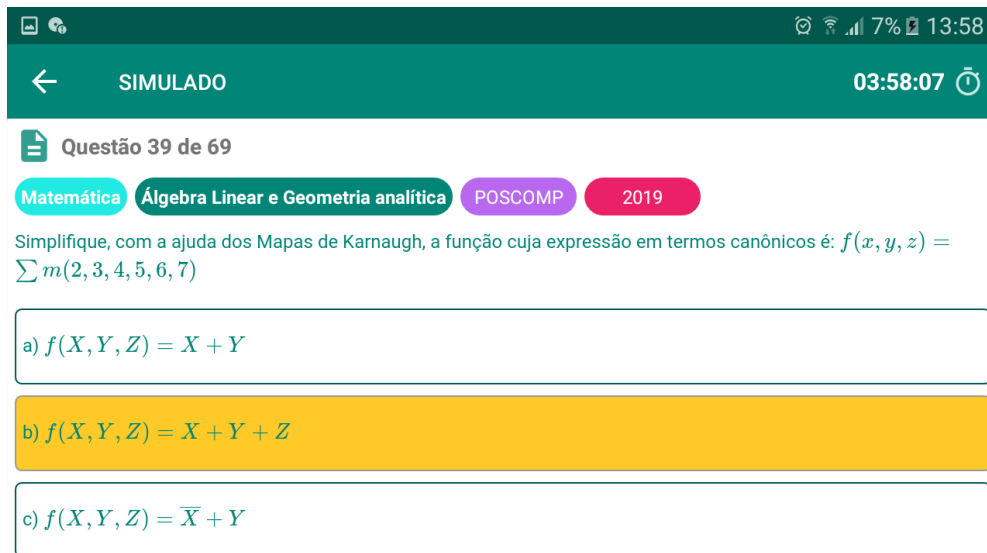 7% 13:58
SIMULADO 03:58:07
Questão 39 de 69
Matemática Álgebra Linear e Geometria analítica POSCOMP 2019
Simplifique, com a ajuda dos Mapas de Karnaugh, a função cuja expressão em termos canônicos é: f(x, y, z) =
∑ m(2, 3, 4, 5, 6, 7)
a) f(X, Y, Z) = X + Y
b) f(X, Y, Z) = X + Y + Z
c) f(X, Y, Z) = X̅ + Y